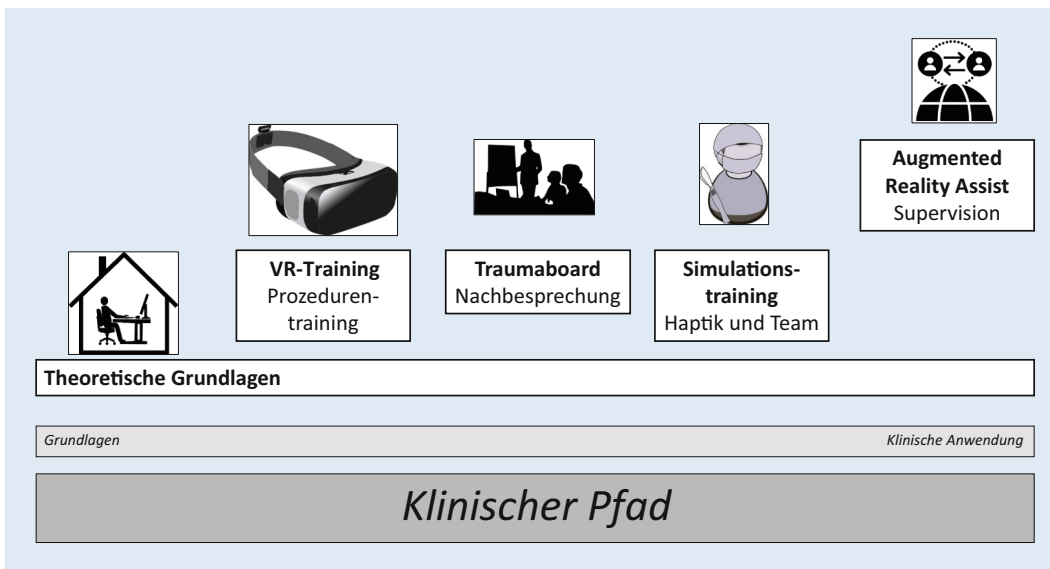 Augmented
Reality Assist
Supervision
VR-Training
Prozeduren-
training
Traumaboard
Nachbesprechung
Simulations-
training
Haptik und Team
Theoretische Grundlagen
Grundlagen
Klinische Anwendung
Klinischer Pfad